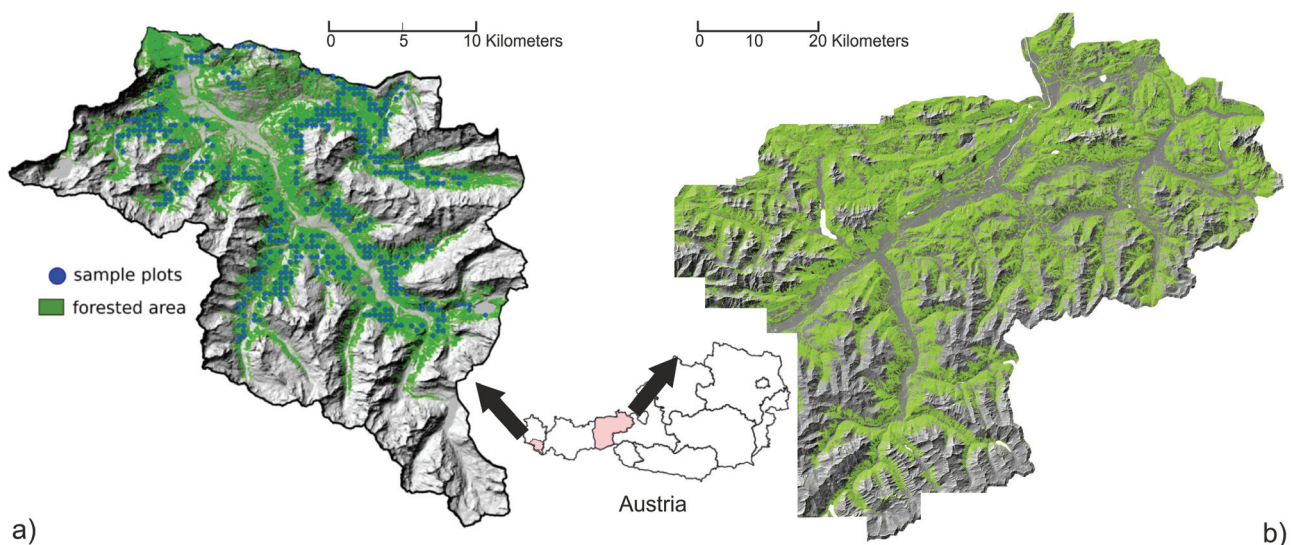 0 5 10 Kilometers
0 10 20 Kilometers
sample plots
forested area
Austria
a)
b)